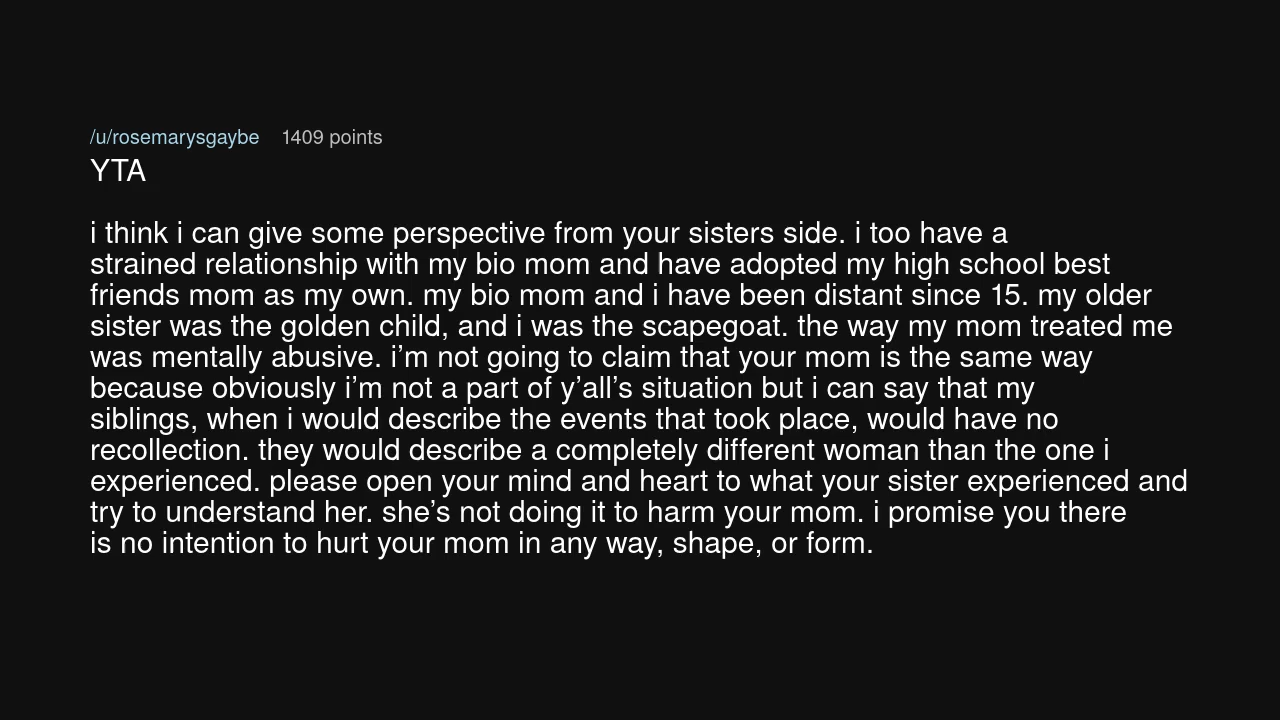 /u/rosemarysgaybe 1409 points
YTA
i think i can give some perspective from your sisters side. i too have a
strained relationship with my bio mom and have adopted my high school best
friends mom as my own. my bio mom and i have been distant since 15. my older
sister was the golden child, and i was the scapegoat. the way my mom treated me
was mentally abusive. i’m not going to claim that your mom is the same way
because obviously i’m not a part of y’all’s situation but i can say that my
siblings, when i would describe the events that took place, would have no
recollection. they would describe a completely different woman than the one i
experienced. please open your mind and heart to what your sister experienced and
try to understand her. she’s not doing it to harm your mom. i promise you there
is no intention to hurt your mom in any way, shape, or form.